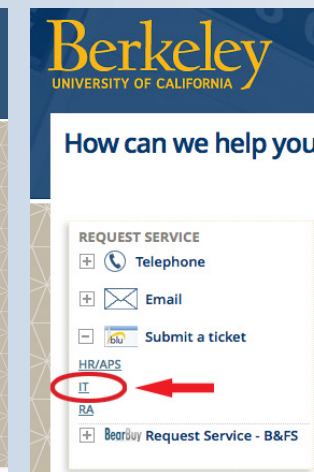 Berkeley
UNIVERSITY OF CALIFORNIA
How can we help you
REQUEST SERVICE
Telephone
Email
blu
Submit a ticket
HR/APS
IT
RA
BearBuy Request Service - B&FS